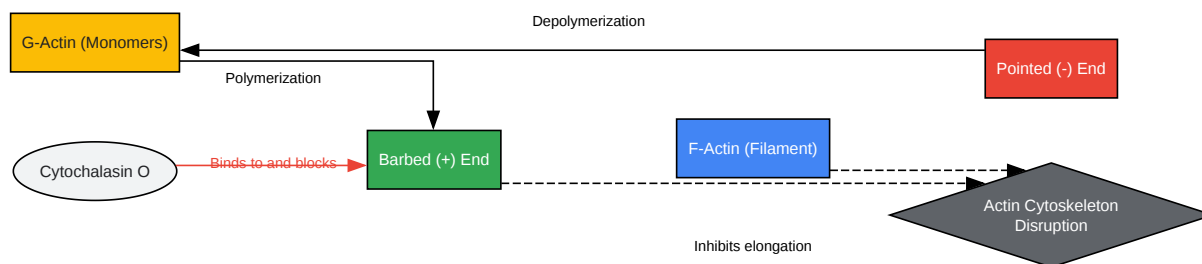 Depolymerization
G-Actin (Monomers)
Pointed (-) End
Polymerization
Cytochalasin O
Binds to and blocks
Barbed (+) End
F-Actin (Filament)
Actin Cytoskeleton
Disruption
Inhibits elongation